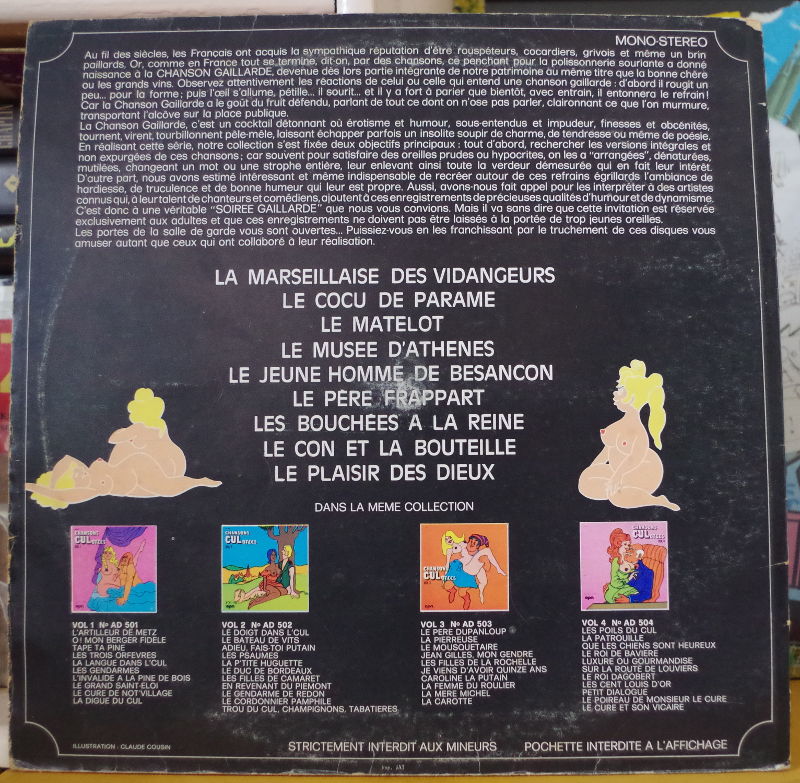 MONO-STEREO
Au fil des siècles, les Français ont acquis la sympathique réputation d'être rouspéteurs, cocardiers, grivois et même un brin
paillards. Or, comme en France tout se termine, dit-on, par des chansons, ce penchant pour la polissonnerie souriante a donné
naissance à la CHANSON GAILLARDE, devenue dès lors partie intégrante de notre patrimoine au même titre que la bonne chère
ou les grands vins. Observez attentivement les réactions de celui ou celle qui entend une chanson gaillarde : d'abord il rougit un
peu... pour la forme; puis l'œil s'allume, pétille... il sourit... et il y a fort à parier que bientôt, avec entrain, il entonnera le refrain!
Car la Chanson Gaillarde a le goût du fruit défendu, parlant de tout ce dont on n'ose pas parler, claironnant ce que l'on murmure,
transportant l'alcôve sur la place publique.
La Chanson Gaillarde, c'est un cocktail détonnant où érotisme et humour, sous-entendus et impudeur, finesses et obcénités,
tournent, virent, tourbillonnent pêle-mêle, laissant échapper parfois un insolite soupir de charme, de tendresse ou même de poésie.
En réalisant cette série, notre collection s'est fixée deux objectifs principaux : tout d'abord, rechercher les versions intégrales et
non expurgées de ces chansons; car souvent pour satisfaire des oreilles prudes ou hypocrites, on les a "arrangées", dénaturées,
mutilées, changeant un mot ou une strophe entière, leur enlevant ainsi toute la verdeur démesurée qui en fait leur intérêt.
D'autre part, nous avons estimé intéressant et même indispensable de recréer autour de ces refrains égrillards l'ambiance de
hardiesse, de truculence et de bonne humeur qui leur est propre. Aussi, avons-nous fait appel pour les interpréter à des artistes
connus qui, à leur talent de chanteurs et comédiens, ajoutent à ces enregistrements de précieuses qualités d'humour et de dynamisme.
C'est donc à une véritable "SOIREE GAILLARDE" que nous vous convions. Mais il va sans dire que cette invitation est réservée
exclusivement aux adultes et que ces enregistrements ne doivent pas être laissés à la portée de trop jeunes oreilles.
Les portes de la salle de garde vous sont ouvertes... Puissiez-vous en les franchissant par le truchement de ces disques vous
amuser autant que ceux qui ont collaboré à leur réalisation.
LA MARSEILLAISE DES VIDANGEURS
LE COCU DE PARAME
LE MATELOT
LE MUSEE D'ATHENES
LE JEUNE HOMME DE BESANCON
LE PÈRE FRAPPART
LES BOUCHÉES A LA REINE
LE CON ET LA BOUTEILLE
LE PLAISIR DES DIEUX
DANS LA MEME COLLECTION
CHANSONS
CULOTTÉES
CHANSONS
CULOTTÉES
CHANSONS
CULOTTÉES
CHANSONS
CULOTTÉES
VOL 1 Nº AD 501
L'ARTILLEUR DE METZ
O! MON BERGER FIDELE
TAPE TA PINE
LES TROIS ORFEVRES
LA LANGUE DANS L'CUL
LES GENDARMES
L'INVALIDE A LA PINE DE BOIS
LE GRAND SAINT-ELOI
LE CURE DE NOT'VILLAGE
LA DIGUE DU CUL
VOL 2 Nº AD 502
LE DOIGT DANS L'CUL
LE BATEAU DE VITS
ADIEU, FAIS-TOI PUTAIN
LES PSAUMES
LA P'TITE HUGUETTE
LE DUC DE BORDEAUX
LES FILLES DE CAMARET
EN REVENANT DU PIEMONT
LE GENDARME DE REDON
LE CORDONNIER PAMPHILE
TROU DU CUL, CHAMPIGNONS, TABATIERES
VOL 3 Nº AD 503
LE PERE DUPANLOUP
LA PIERREUSE
LE MOUSQUETAIRE
JEAN GILLES, MON GENDRE
LES FILLES DE LA ROCHELLE
JE VIENS D'AVOIR QUINZE ANS
CAROLINE LA PUTAIN
LA FEMME DU ROULIER
LA MÈRE MICHEL
LA CAROTTE
VOL 4 Nº AD 504
LES POILS DU CUL
LA PATROUILLE
QUE LES CHIENS SONT HEUREUX
LE ROI DE BAVIERE
LUXURE OU GOURMANDISE
SUR LA ROUTE DE LOUVIERS
LE ROI DAGOBERT
LES CENT LOUIS D'OR
PETIT DIALOGUE
LE POIREAU DE MONSIEUR LE CURE
LE CURE ET SON VICAIRE
ILLUSTRATION : CLAUDE COUSIN
STRICTEMENT INTERDIT AUX MINEURS
POCHETTE INTERDITE A L'AFFICHAGE